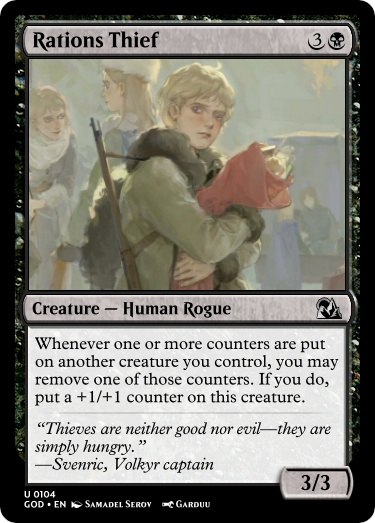 Rations Thief 3
Creature — Human Rogue
Whenever one or more counters are put
on another creature you control, you may
remove one of those counters. If you do,
put a +1/+1 counter on this creature.
“Thieves are neither good nor evil—they are
simply hungry.”
—Svenric, Volkyr captain
3/3
U 0104
GOD • EN Samadel Serov Garduu